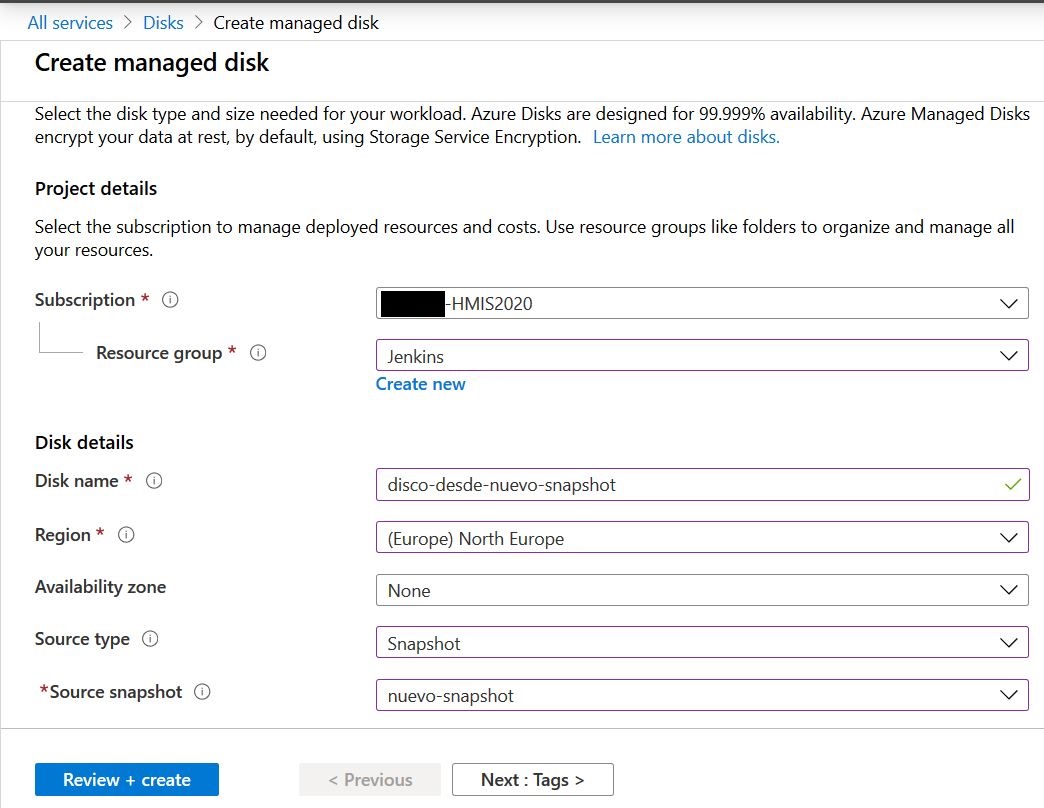 All services > Disks > Create managed disk
Create managed disk
Select the disk type and size needed for your workload. Azure Disks are designed for 99.999% availability. Azure Managed Disks
encrypt your data at rest, by default, using Storage Service Encryption. Learn more about disks.
Project details
Select the subscription to manage deployed resources and costs. Use resource groups like folders to organize and manage all
your resources.
Subscription * -HMIS2020
Resource group * Jenkins
Create new
Disk details
Disk name * disco-desde-nuevo-snapshot
Region * (Europe) North Europe
Availability zone None
Source type Snapshot
*Source snapshot nuevo-snapshot
Review + create < Previous Next : Tags >